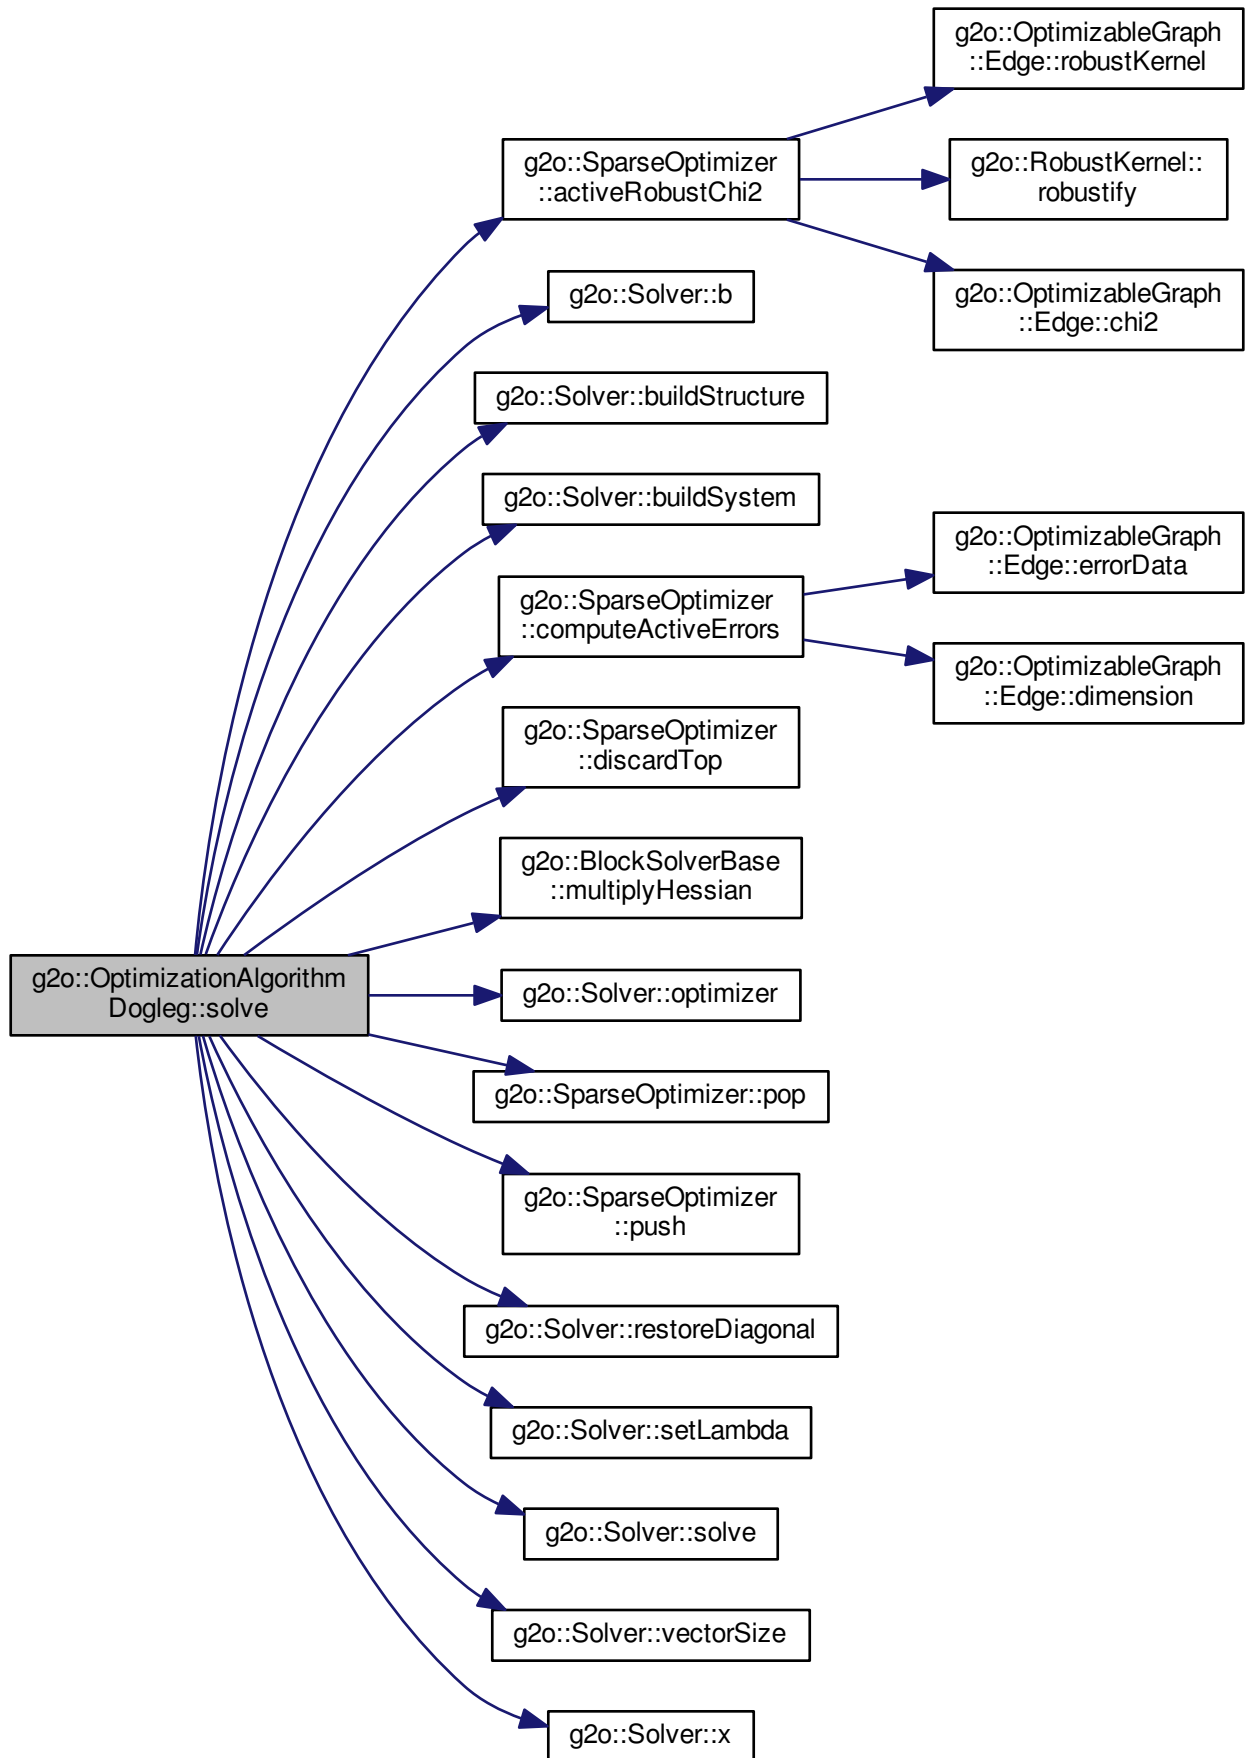 g2o::OptimizationAlgorithm
Dogleg::solve
g2o::SparseOptimizer
::activeRobustChi2
g2o::OptimizableGraph
::Edge::robustKernel
g2o::RobustKernel::
robustify
g2o::OptimizableGraph
::Edge::chi2
g2o::Solver::b
g2o::Solver::buildStructure
g2o::Solver::buildSystem
g2o::SparseOptimizer
::computeActiveErrors
g2o::OptimizableGraph
::Edge::errorData
g2o::OptimizableGraph
::Edge::dimension
g2o::SparseOptimizer
::discardTop
g2o::BlockSolverBase
::multiplyHessian
g2o::Solver::optimizer
g2o::SparseOptimizer::pop
g2o::SparseOptimizer
::push
g2o::Solver::restoreDiagonal
g2o::Solver::setLambda
g2o::Solver::solve
g2o::Solver::vectorSize
g2o::Solver::x